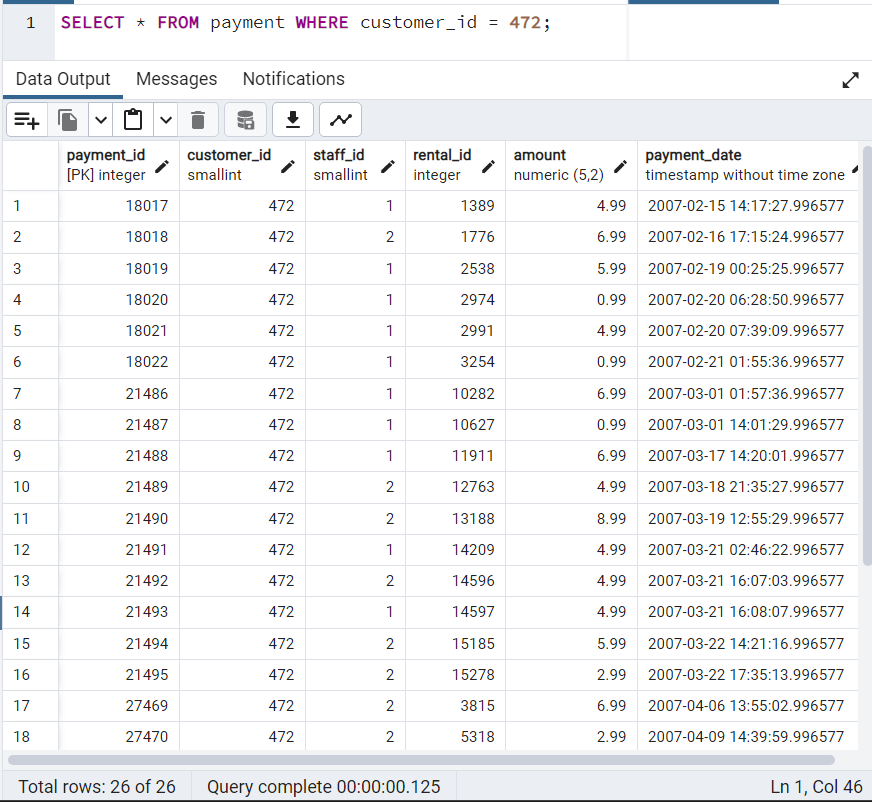 1 SELECT * FROM payment WHERE customer_id = 472;
Data Output Messages Notifications
payment_id customer_id staff_id rental_id amount payment_date
[PK] integer smallint smallint integer numeric (5,2) timestamp without time zone
1 18017 472 1 1389 4.99 2007-02-15 14:17:27.996577
2 18018 472 2 1776 6.99 2007-02-16 17:15:24.996577
3 18019 472 1 2538 5.99 2007-02-19 00:25:25.996577
4 18020 472 1 2974 0.99 2007-02-20 06:28:50.996577
5 18021 472 1 2991 4.99 2007-02-20 07:39:09.996577
6 18022 472 1 3254 0.99 2007-02-21 01:55:36.996577
7 21486 472 1 10282 6.99 2007-03-01 01:57:36.996577
8 21487 472 1 10627 0.99 2007-03-01 14:01:29.996577
9 21488 472 1 11911 6.99 2007-03-17 14:20:01.996577
10 21489 472 2 12763 4.99 2007-03-18 21:35:27.996577
11 21490 472 2 13188 8.99 2007-03-19 12:55:29.996577
12 21491 472 1 14209 4.99 2007-03-21 02:46:22.996577
13 21492 472 2 14596 4.99 2007-03-21 16:07:03.996577
14 21493 472 1 14597 4.99 2007-03-21 16:08:07.996577
15 21494 472 2 15185 5.99 2007-03-22 14:21:16.996577
16 21495 472 2 15278 2.99 2007-03-22 17:35:13.996577
17 27469 472 2 3815 6.99 2007-04-06 13:55:02.996577
18 27470 472 2 5318 2.99 2007-04-09 14:39:59.996577
Total rows: 26 of 26 Query complete 00:00:00.125 Ln 1, Col 46